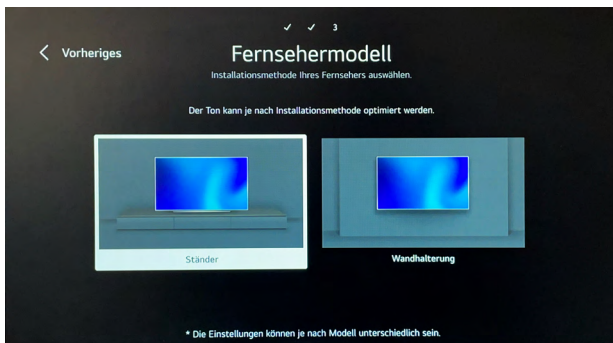 ✓ ✓ 3
Vorheriges
Fernsehermodell
Installationsmethode Ihres Fernsehers auswählen.
Der Ton kann je nach Installationsmethode optimiert werden.
Ständer
Wandhalterung
* Die Einstellungen können je nach Modell unterschiedlich sein.